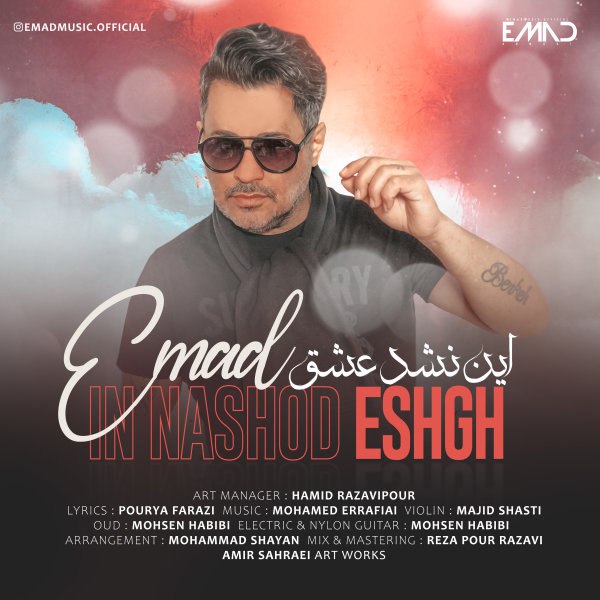 @EMADMUSIC.OFFICIAL
EMAD
Emad
این نشد عشق
IN NASHOD ESHGH
ART MANAGER : HAMID RAZAVIPOUR
LYRICS : POURYA FARAZI MUSIC : MOHAMED ERRAFIAI VIOLIN : MAJID SHASTI
OUD : MOHSEN HABIBI ELECTRIC & NYLON GUITAR : MOHSEN HABIBI
ARRANGEMENT : MOHAMMAD SHAYAN MIX & MASTERING : REZA POUR RAZAVI
AMIR SAHRAEI ART WORKS